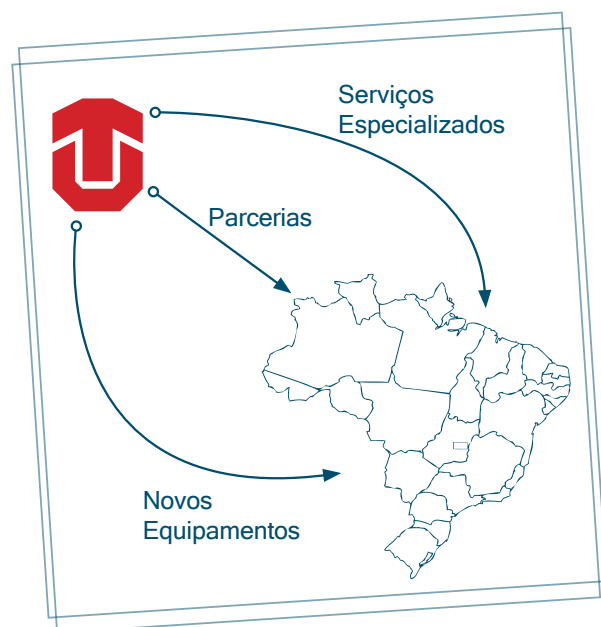 Serviços
Especializados
Parcerias
Novos
Equipamentos